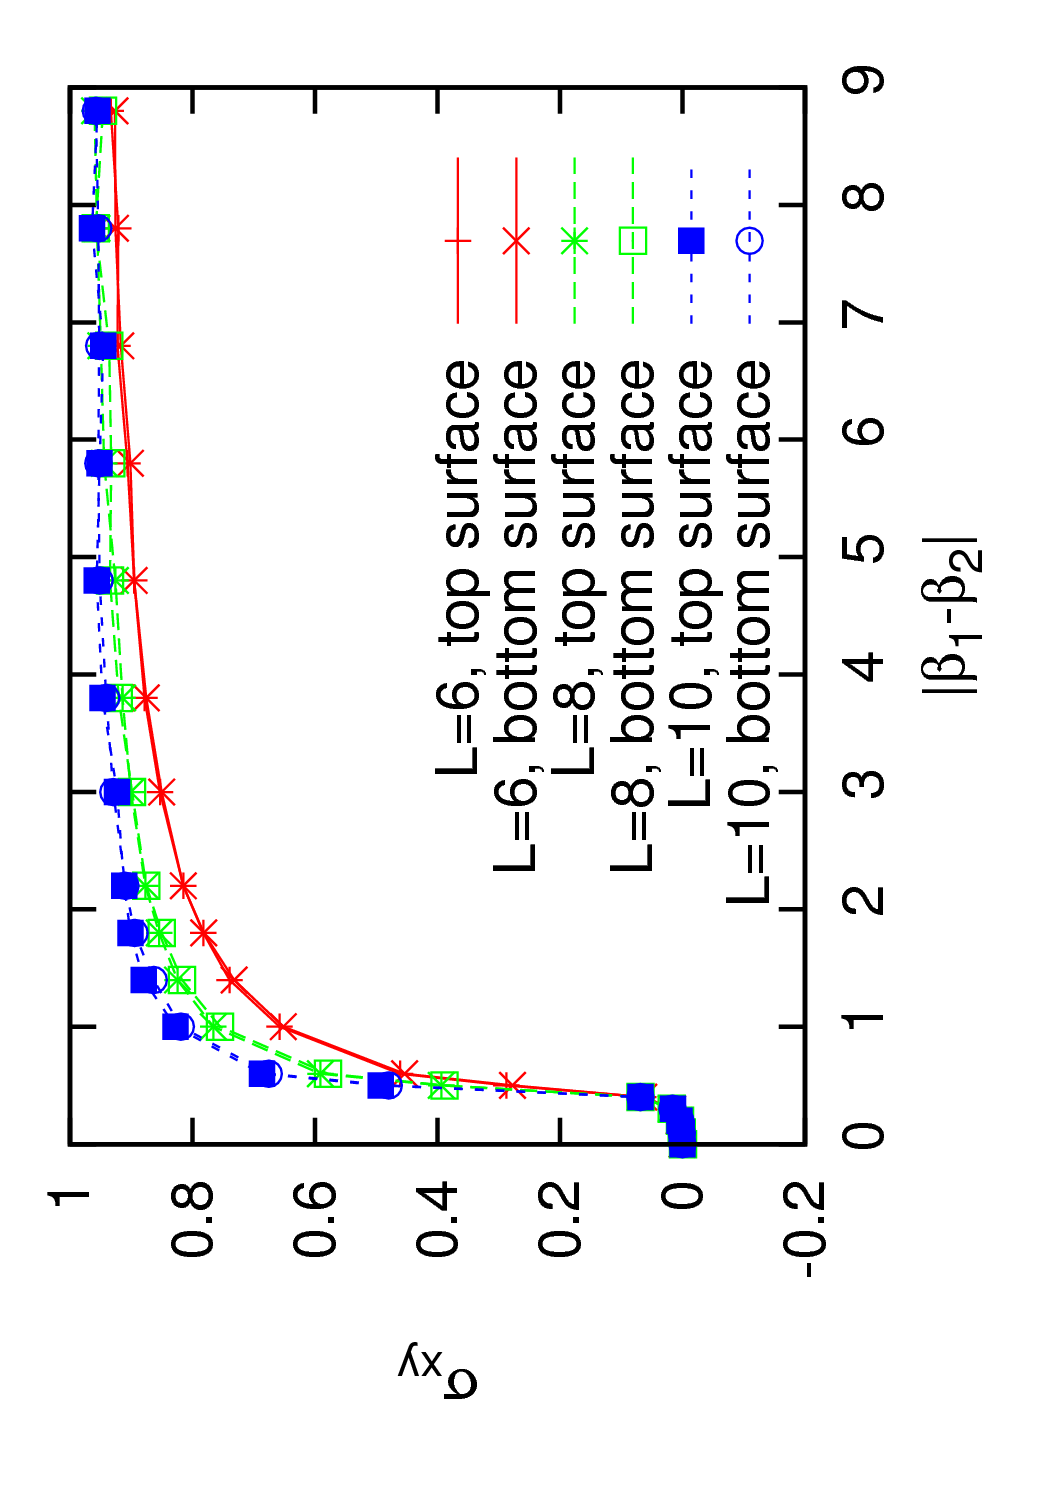 σxy
1
0.8
0.6
0.4
0.2
0
-0.2
0
1
2
3
4
5
6
7
8
9
|β1-β2|
L=6, top surface
L=6, bottom surface
L=8, top surface
L=8, bottom surface
L=10, top surface
L=10, bottom surface